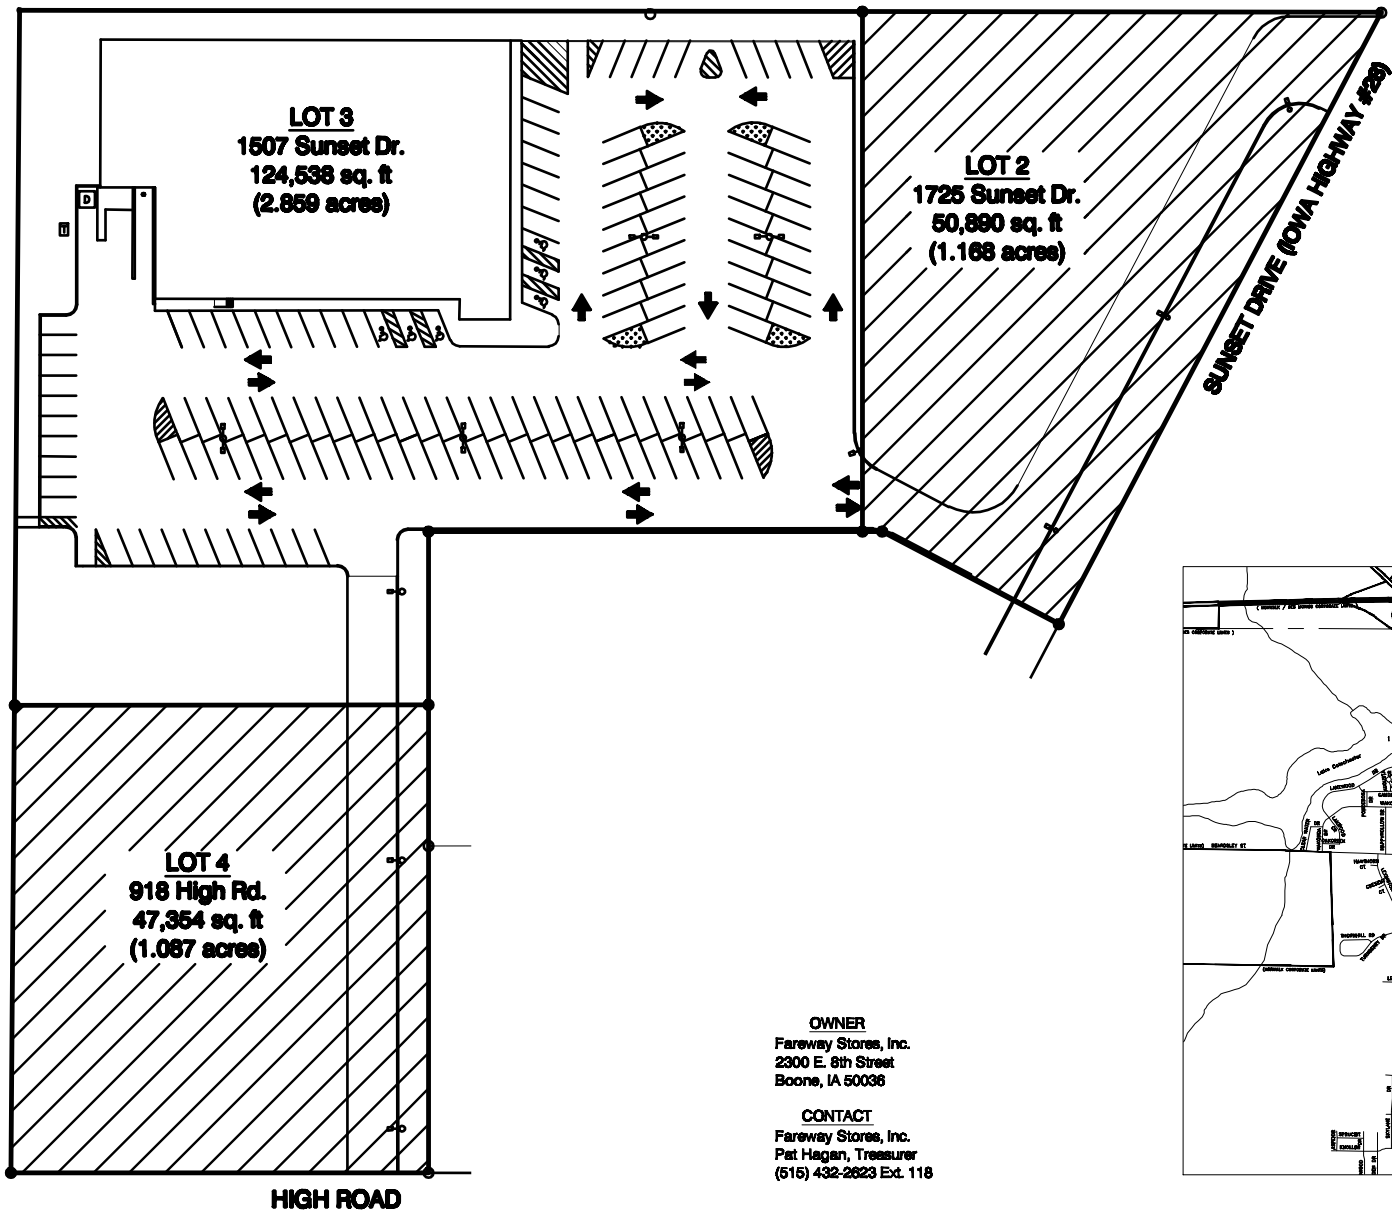 LOT 3
1507 Sunset Dr.
124,538 sq. ft
(2.859 acres)
D
LOT 2
1725 Sunset Dr.
50,890 sq. ft
(1.168 acres)
SUNSET DRIVE (IOWA HIGHWAY #28)
LOT 4
918 High Rd.
47,354 sq. ft
(1.087 acres)
HIGH ROAD
OWNER
Fareway Stores, Inc.
2300 E. 8th Street
Boone, IA 50036
CONTACT
Fareway Stores, Inc.
Pat Hagan, Treasurer
(515) 432-2623 Ext. 118
LAKEWOOD
BEARDSLEY ST.